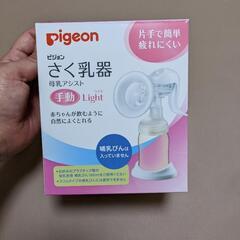 Pigeon
片手で簡単
疲れにくい
ピジョン
さく乳器
母乳アシスト
手動 Light
赤ちゃんが飲むように
自然によくとれる
哺乳びんは
入っていません